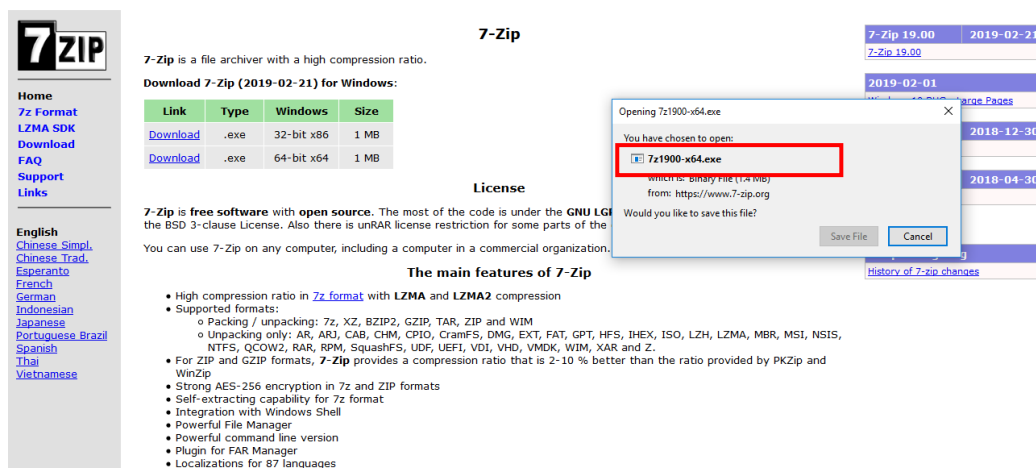 7ZIP
Home
7z Format
LZMA SDK
Download
FAQ
Support
Links
English
Chinese Simpl.
Chinese Trad.
Esperanto
French
German
Indonesian
Japanese
Portuguese Brazil
Spanish
Thai
Vietnamese
7-Zip
7-Zip is a file archiver with a high compression ratio.
Download 7-Zip (2019-02-21) for Windows:
Link Type Windows Size
Download .exe 32-bit x86 1 MB
Download .exe 64-bit x64 1 MB
License
7-Zip is free software with open source. The most of the code is under the GNU LGP
the BSD 3-clause License. Also there is unRAR license restriction for some parts of the
You can use 7-Zip on any computer, including a computer in a commercial organization.
The main features of 7-Zip
High compression ratio in 7z format with LZMA and LZMA2 compression
Supported formats:
Packing / unpacking: 7z, XZ, BZIP2, GZIP, TAR, ZIP and WIM
Unpacking only: AR, ARJ, CAB, CHM, CPIO, CramFS, DMG, EXT, FAT, GPT, HFS, IHEX, ISO, LZH, LZMA, MBR, MSI, NSIS,
NTFS, QCOW2, RAR, RPM, SquashFS, UDF, UEFI, VDI, VHD, VMDK, WIM, XAR and Z.
For ZIP and GZIP formats, 7-Zip provides a compression ratio that is 2-10 % better than the ratio provided by PKZip and
WinZip
Strong AES-256 encryption in 7z and ZIP formats
Self-extracting capability for 7z format
Integration with Windows Shell
Powerful File Manager
Powerful command line version
Plugin for FAR Manager
Localizations for 87 languages
Opening 7z1900-x64.exe
You have chosen to open:
7z1900-x64.exe
which is: Binary File (1.4 MB)
from: https://www.7-zip.org
Would you like to save this file?
Save File Cancel
7-Zip 19.00 2019-02-21
7-Zip 19.00
2019-02-01
Pages
2018-12-30
2018-04-30
History of 7-zip changes